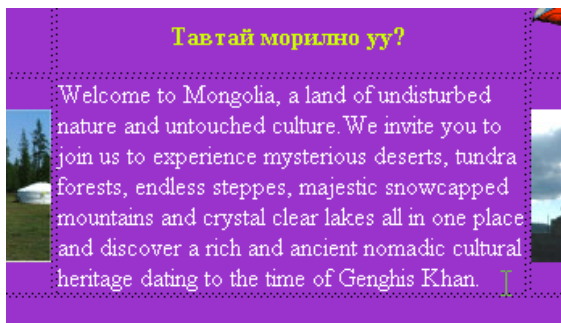 Тавтай морилно уу?
Welcome to Mongolia, a land of undisturbed
nature and untouched culture.We invite you to
join us to experience mysterious deserts, tundra
forests, endless steppes, majestic snowcapped
mountains and crystal clear lakes all in one place
and discover a rich and ancient nomadic cultural
heritage dating to the time of Genghis Khan.